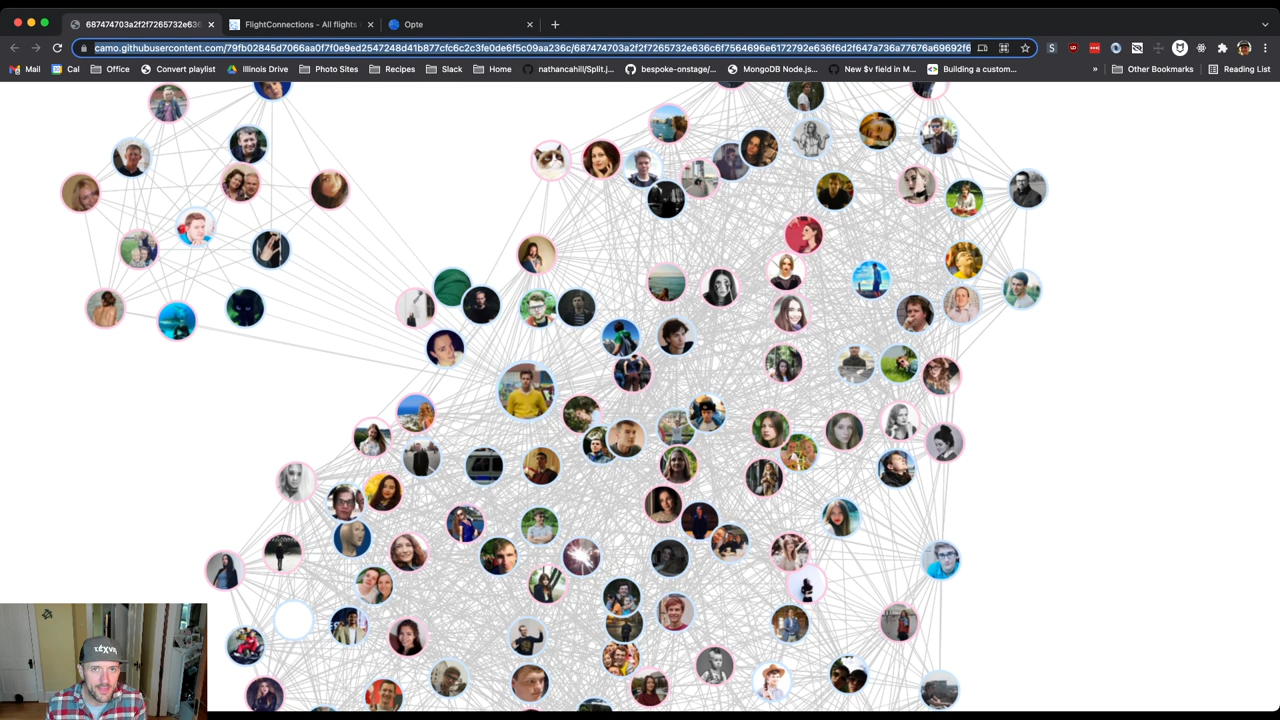 687474703a2f2f7265732e636
FlightConnections - All flights
Opte
camo.githubusercontent.com/79fb02845d7066aa0f7f0e9ed2547248d41b877cfc6c2c3fe0de6f5c09aa236c/687474703a2f2f7265732e636c6f7564696e6172792e636f6d2f647a736a77676a69692f6
Mail Cal Office Convert playlist Illinois Drive Photo Sites Recipes Slack Home nathancahill/Split.j... bespoke-onstage/... MongoDB Node.js... New $v field in M... Building a custom... » Other Bookmarks Reading List